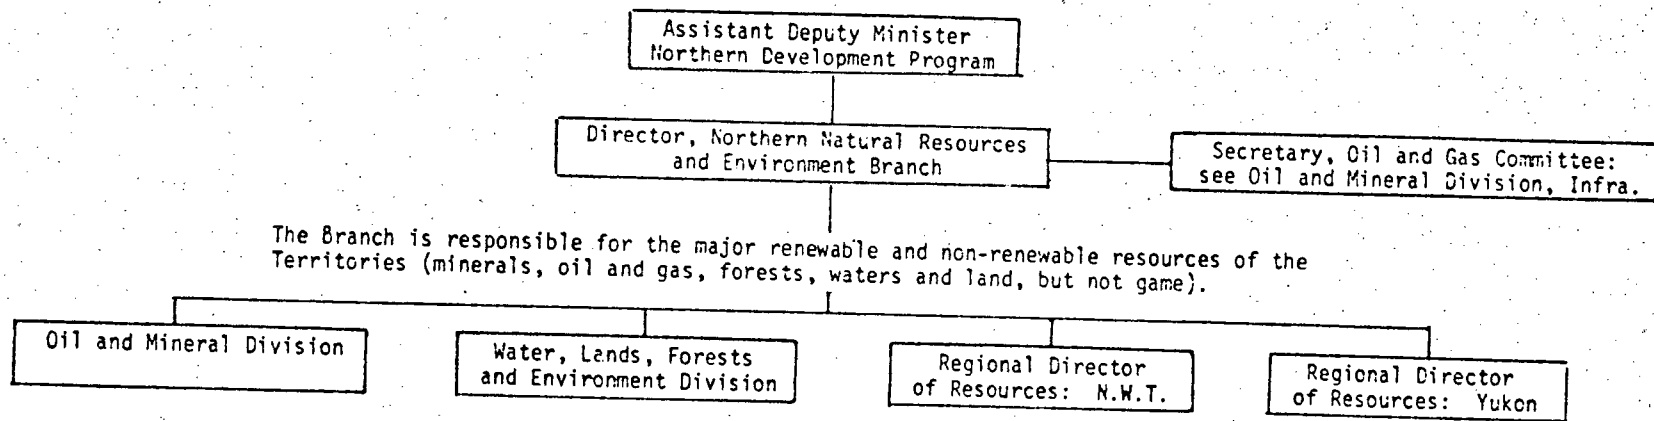 Assistant Deputy Minister
Northern Development Program
Director, Northern Natural Resources
and Environment Branch
Secretary, Oil and Gas Committee:
see Oil and Mineral Division, Infra.
The Branch is responsible for the major renewable and non-renewable resources of the
Territories (minerals, oil and gas, forests, waters and land, but not game).
Oil and Mineral Division
Water, Lands, Forests
and Environment Division
Regional Director
of Resources: N.W.T.
Regional Director
of Resources: Yukon